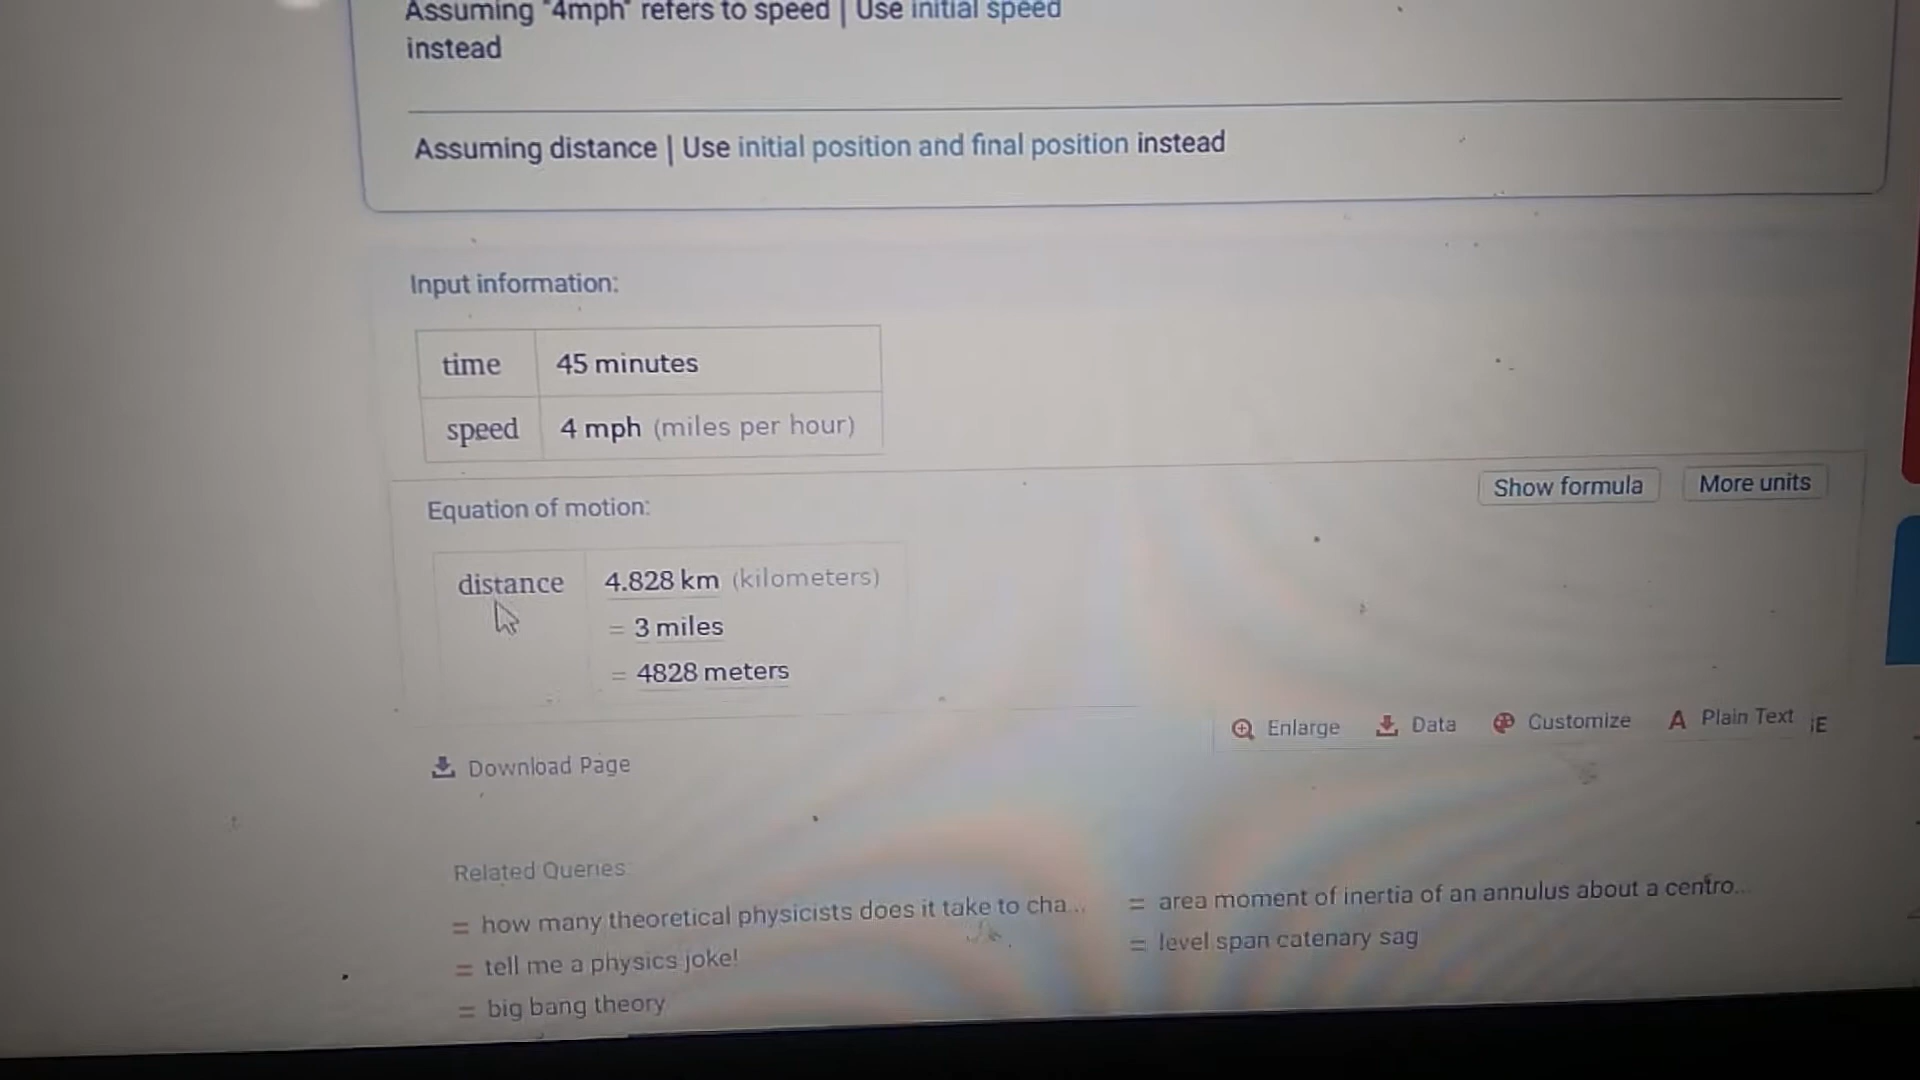 Assuming "4mph" refers to speed | Use initial speed
instead
Assuming distance | Use initial position and final position instead
Input information:
time 45 minutes
speed 4 mph (miles per hour)
Show formula More units
Equation of motion:
distance 4.828 km (kilometers)
= 3 miles
= 4828 meters
Enlarge Data Customize A Plain Text
Download Page
Related Queries:
= how many theoretical physicists does it take to cha...
= tell me a physics joke!
= big bang theory
= area moment of inertia of an annulus about a centro...
= level span catenary sag